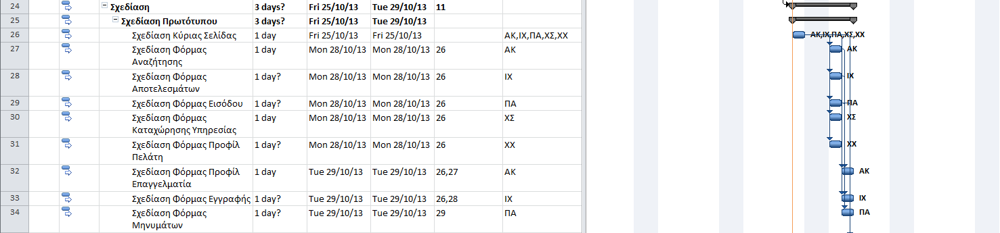 24 Σχεδίαση 3 days? Fri 25/10/13 Tue 29/10/13 11
25 Σχεδίαση Πρωτότυπου 3 days? Fri 25/10/13 Tue 29/10/13
26 Σχεδίαση Κύριας Σελίδας 1 day Fri 25/10/13 Fri 25/10/13 ΑΚ,ΙΧ,ΠΑ,ΧΣ,ΧΧ ΑΚ,ΙΧ,ΠΑ,ΧΣ,ΧΧ
27 Σχεδίαση Φόρμας 1 day Mon 28/10/13 Mon 28/10/13 26 ΑΚ ΑΚ
Αναζήτησης
28 Σχεδίαση Φόρμας 1 day? Mon 28/10/13 Mon 28/10/13 26 ΙΧ ΙΧ
Αποτελεσμάτων
29 Σχεδίαση Φόρμας Εισόδου 1 day? Mon 28/10/13 Mon 28/10/13 26 ΠΑ ΠΑ
30 Σχεδίαση Φόρμας 1 day Mon 28/10/13 Mon 28/10/13 26 ΧΣ ΧΣ
Καταχώρησης Υπηρεσίας
31 Σχεδίαση Φόρμας Προφίλ 1 day? Mon 28/10/13 Mon 28/10/13 26 ΧΧ ΧΧ
Πελάτη
32 Σχεδίαση Φόρμας Προφίλ 1 day Tue 29/10/13 Tue 29/10/13 26,27 ΑΚ ΑΚ
Επαγγελματία
33 Σχεδίαση Φόρμας Εγγραφής 1 day? Tue 29/10/13 Tue 29/10/13 26,28 ΙΧ ΙΧ
34 Σχεδίαση Φόρμας 1 day? Tue 29/10/13 Tue 29/10/13 29 ΠΑ ΠΑ
Μηνυμάτων